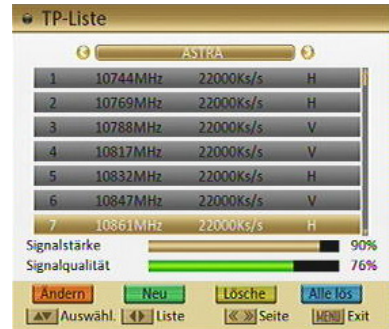 TP-Liste
ASTRA
1 10744MHz 22000Ks/s H
2 10769MHz 22000Ks/s H
3 10788MHz 22000Ks/s V
4 10817MHz 22000Ks/s V
5 10832MHz 22000Ks/s H
6 10847MHz 22000Ks/s V
7 10861MHz 22000Ks/s H
Signalstärke 90%
Signalqualität 76%
Ändern Neu Lösche Alle lös
Auswähl. Liste Seite MENU Exit